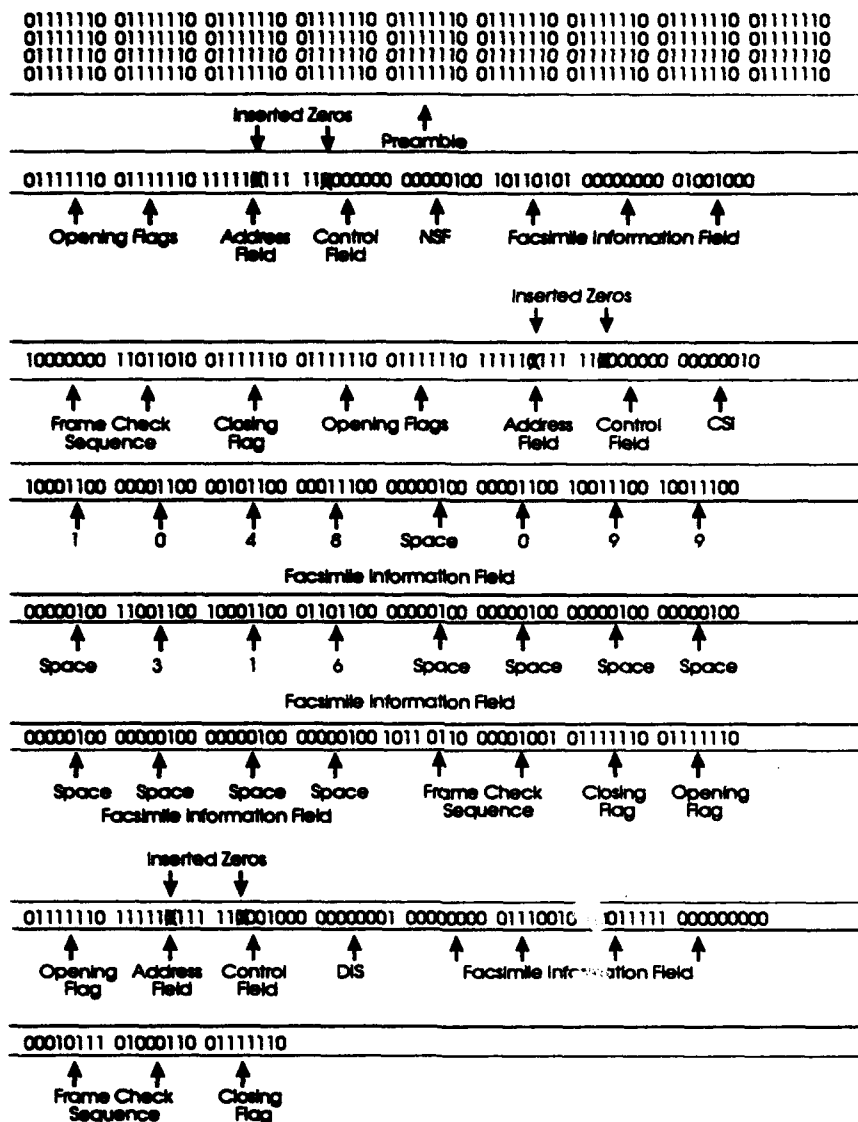 01111110 01111110 01111110 01111110 01111110 01111110 01111110 01111110 01111110
01111110 01111110 01111110 01111110 01111110 01111110 01111110 01111110 01111110
01111110 01111110 01111110 01111110 01111110 01111110 01111110 01111110 01111110
01111110 01111110 01111110 01111110 01111110 01111110 01111110 01111110 01111110
Inserted Zeros
Preamble
01111110 01111110 00000100 10110101 00000000 01001000
Opening Flags Address Field Control Field NSF Facsimile Information Field
Inserted Zeros
10000000 11011010 01111110 01111110 01111110 00000010
Frame Check Sequence Closing Flag Opening Flags Address Field Control Field CSI
10001100 00001100 00101100 00011100 00000100 00001100 10011100 10011100
1 0 4 8 Space 0 9 9
Facsimile Information Field
00000100 11001100 10001100 01101100 00000100 00000100 00000100 00000100
Space 3 1 6 Space Space Space Space
Facsimile Information Field
00000100 00000100 00000100 00000100 1011 0110 00001001 01111110 01111110
Space Space Space Space Frame Check Sequence Closing Flag Opening Flag
Facsimile Information Field
Inserted Zeros
01111110 00000001 00000000 01110010 000000000
Opening Flag Address Field Control Field DIS Facsimile Information Field
00010111 01000110 01111110
Frame Check Sequence Closing Flag